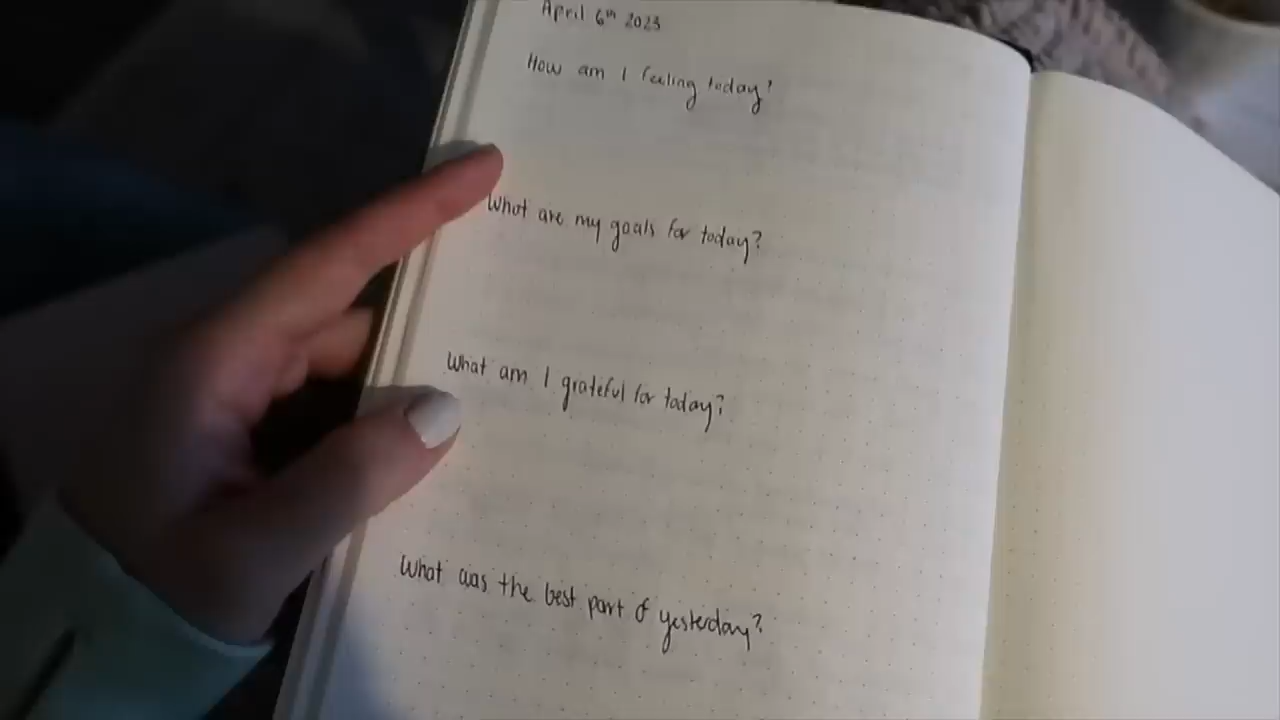 April 6th 2023
How am I feeling today?
What are my goals for today?
What am I grateful for today?
What was the best part of yesterday?